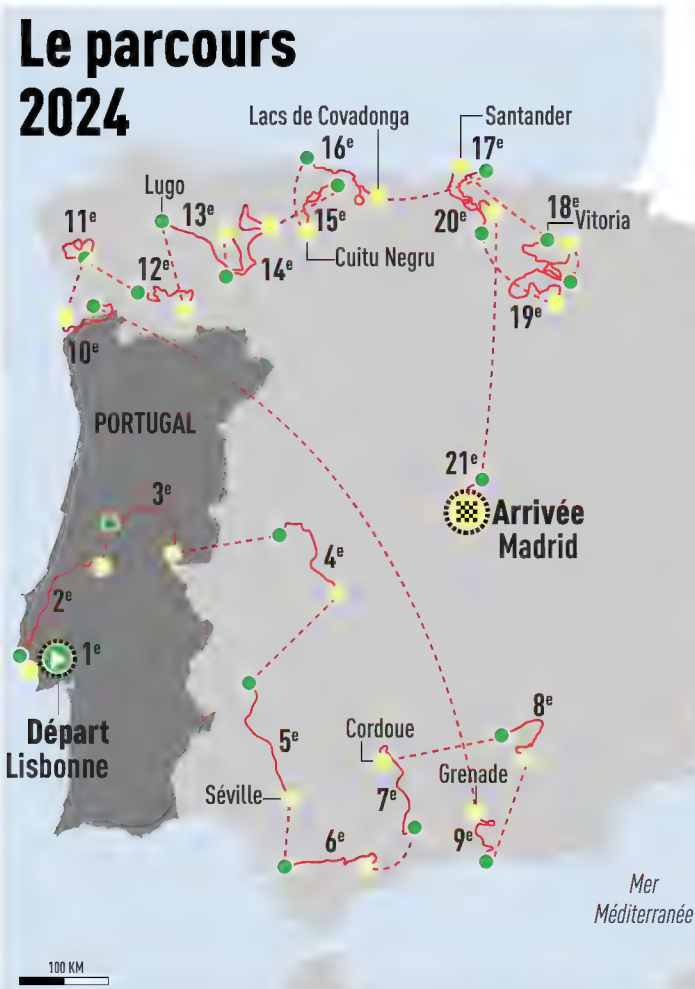 Le parcours
2024
Lacs de Covadonga
Santander
16ᵉ
17ᵉ
Lugo
13ᵉ
11ᵉ
15ᵉ
20ᵉ
18ᵉ
Vitoria
12ᵉ
14ᵉ
Cuitu Negru
19ᵉ
10ᵉ
PORTUGAL
21ᵉ
3ᵉ
Arrivée
Madrid
4ᵉ
2ᵉ
1ᵉ
Départ
Lisbonne
5ᵉ
Cordoue
8ᵉ
Séville
7ᵉ
Grenade
6ᵉ
9ᵉ
Mer
Méditerranée
100 KM